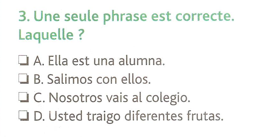 3. Une seule phrase est correcte.
Laquelle ?
❏ A. Ella est una alumna.
❏ B. Salimos con ellos.
❏ C. Nosotros vais al colegio.
❏ D. Usted traigo diferentes frutas.